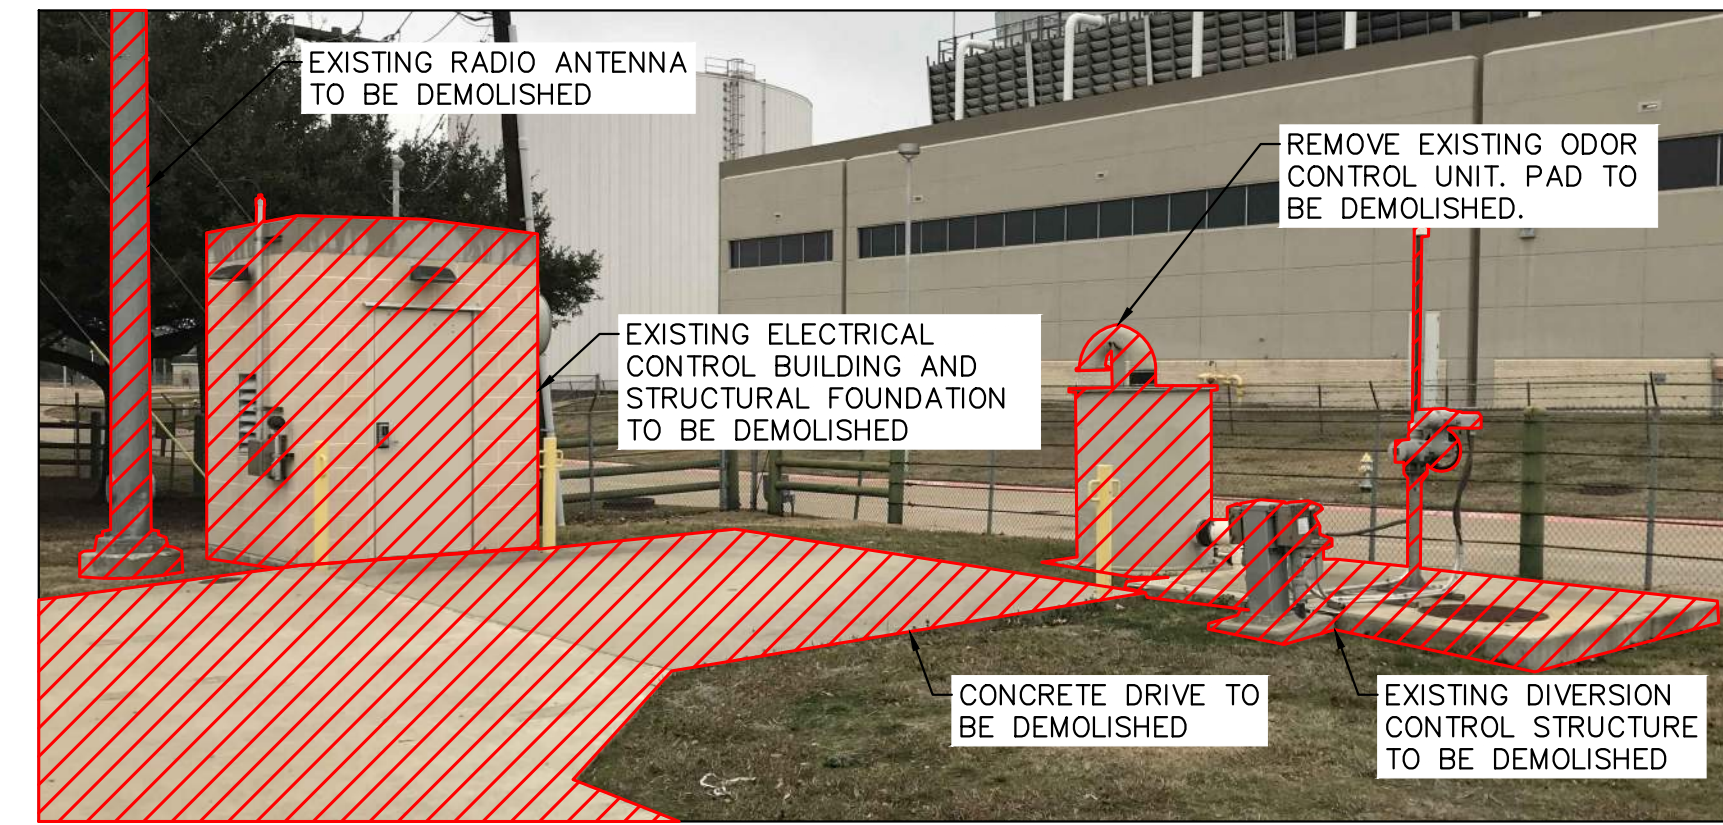 EXISTING RADIO ANTENNA
TO BE DEMOLISHED
REMOVE EXISTING ODOR
CONTROL UNIT. PAD TO
BE DEMOLISHED.
EXISTING ELECTRICAL
CONTROL BUILDING AND
STRUCTURAL FOUNDATION
TO BE DEMOLISHED
CONCRETE DRIVE TO
BE DEMOLISHED
EXISTING DIVERSION
CONTROL STRUCTURE
TO BE DEMOLISHED